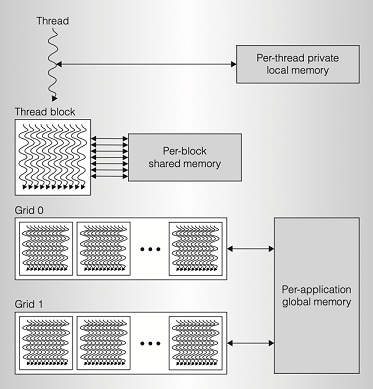 Thread
Per-thread private
local memory
Thread block
Per-block
shared memory
Grid 0
Grid 1
Per-application
global memory